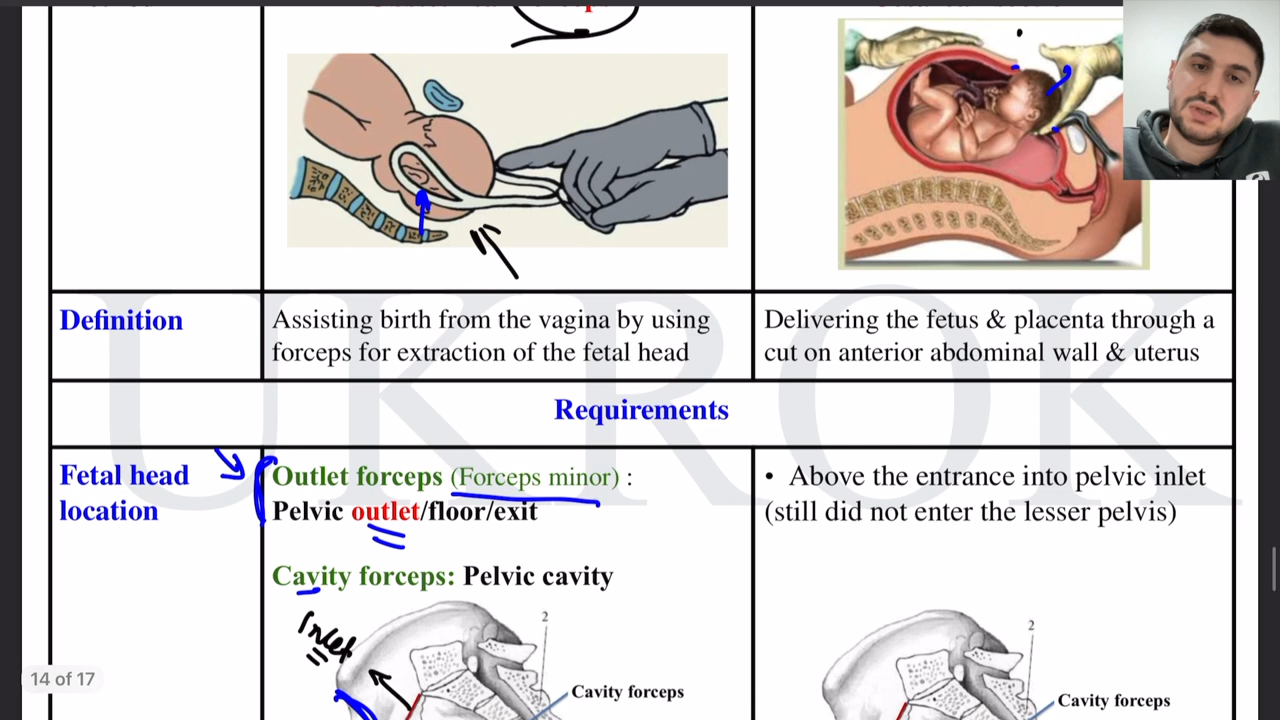 Definition
Assisting birth from the vagina by using
forceps for extraction of the fetal head
Delivering the fetus & placenta through a
cut on anterior abdominal wall & uterus
Requirements
Fetal head
location
Outlet forceps (Forceps minor) :
Pelvic outlet/floor/exit
Cavity forceps: Pelvic cavity
• Above the entrance into pelvic inlet
(still did not enter the lesser pelvis)
Inlet
2
Cavity forceps
2
Cavity forceps
14 of 17
UKROK